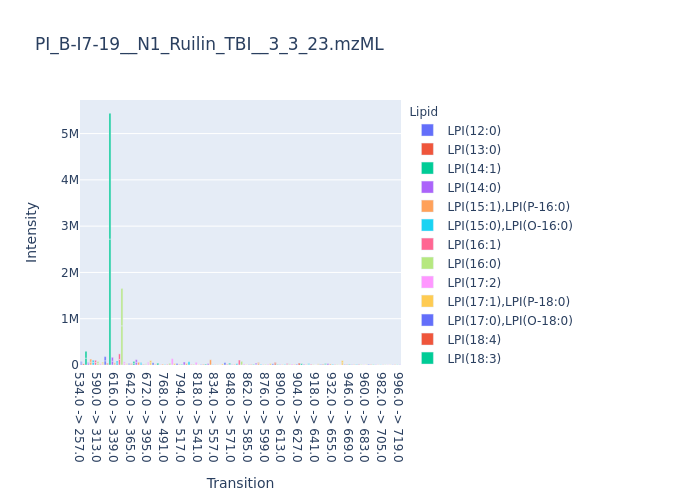 PI_B-I7-19__N1_Ruilin_TBI__3_3_23.mzML
Lipid
LPI(12:0)
LPI(13:0)
LPI(14:1)
LPI(14:0)
LPI(15:1),LPI(P-16:0)
LPI(15:0),LPI(O-16:0)
LPI(16:1)
LPI(16:0)
LPI(17:2)
LPI(17:1),LPI(P-18:0)
LPI(17:0),LPI(O-18:0)
LPI(18:4)
LPI(18:3)
Intensity
5M
4M
3M
2M
1M
0
534.0 -> 257.0
590.0 -> 313.0
616.0 -> 339.0
642.0 -> 365.0
672.0 -> 395.0
768.0 -> 491.0
794.0 -> 517.0
818.0 -> 541.0
834.0 -> 557.0
848.0 -> 571.0
862.0 -> 585.0
876.0 -> 599.0
890.0 -> 613.0
904.0 -> 627.0
918.0 -> 641.0
932.0 -> 655.0
946.0 -> 669.0
960.0 -> 683.0
982.0 -> 705.0
996.0 -> 719.0
Transition